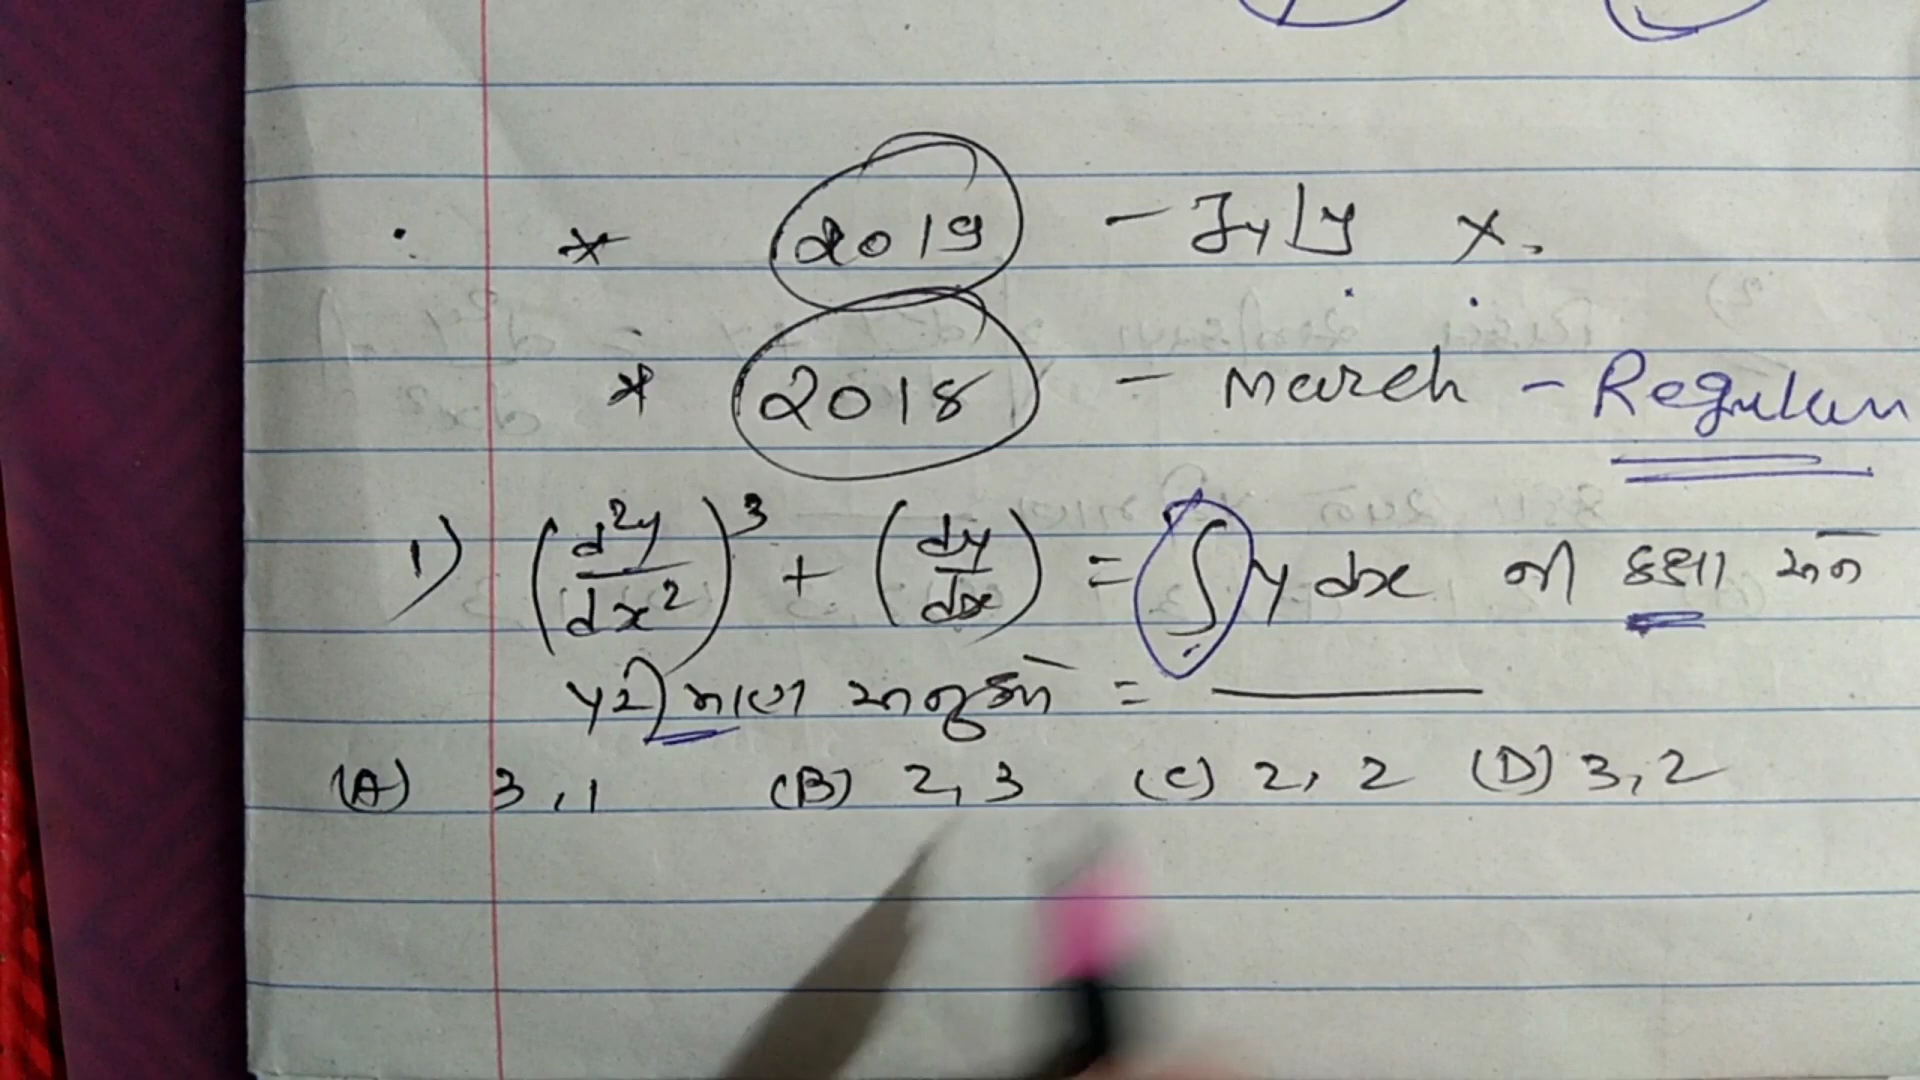 * 2019 - July x.
* 2018 - March - Regular
1) (d²y/dx²)³ + (dy/dx) = ∫ y dx ની કક્ષા અને
પરિમાણ અનુક્રમે = ______
(A) 3, 1 (B) 2, 3 (C) 2, 2 (D) 3, 2